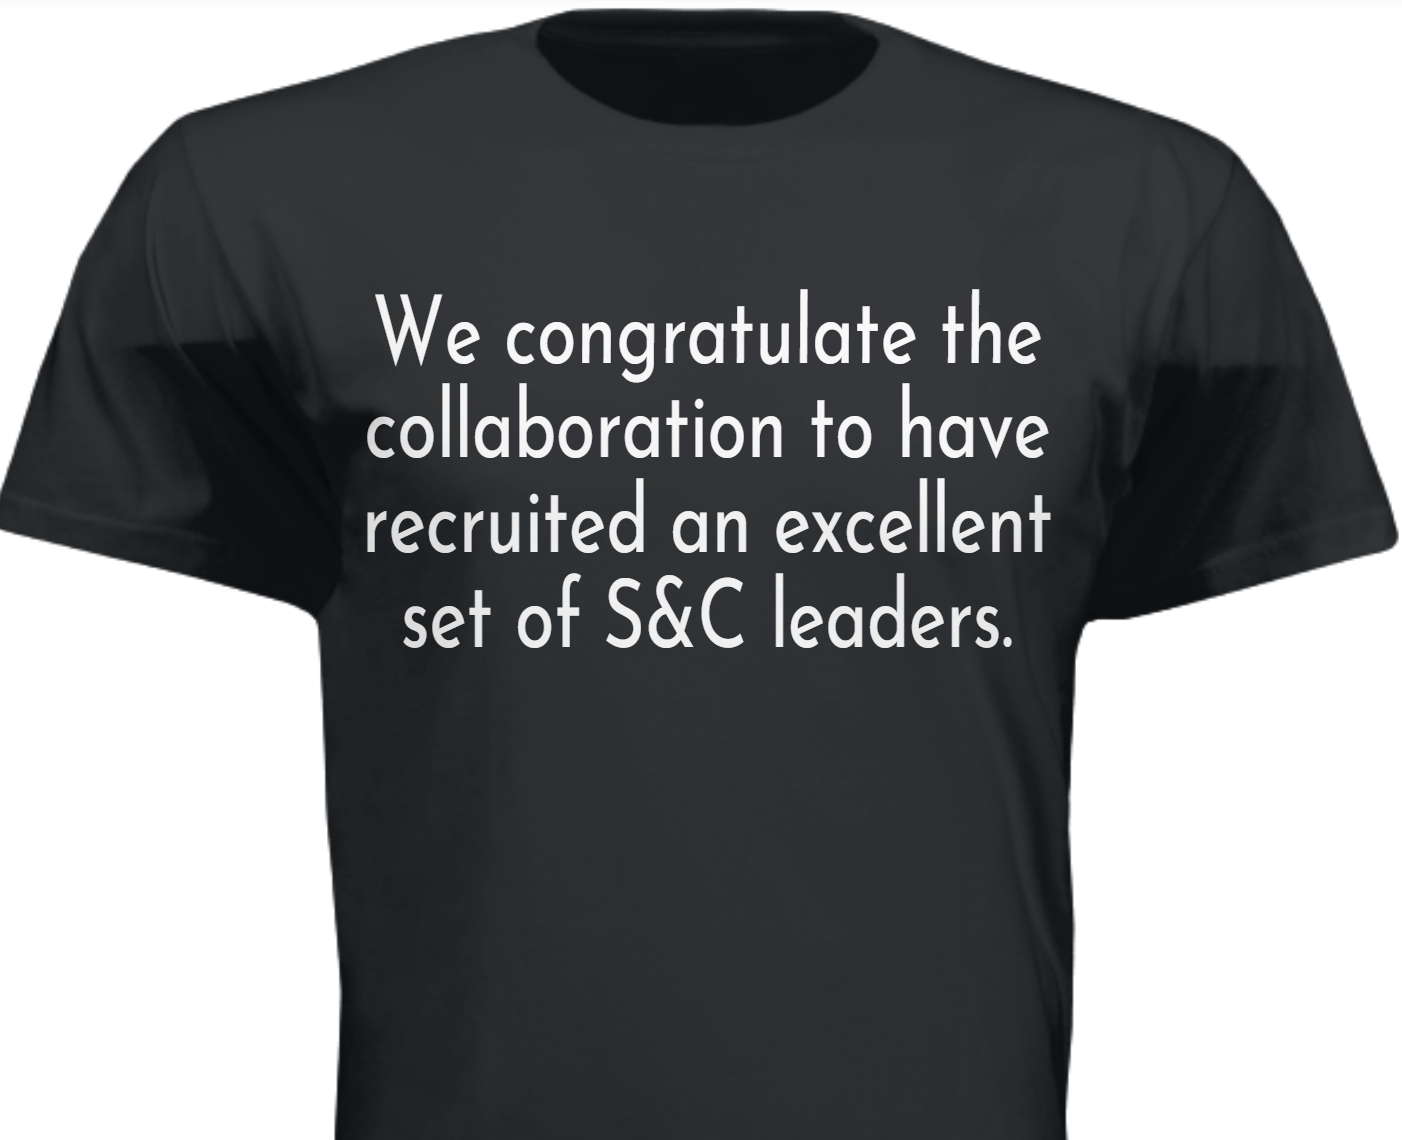 We congratulate the
collaboration to have
recruited an excellent
set of S&C leaders.